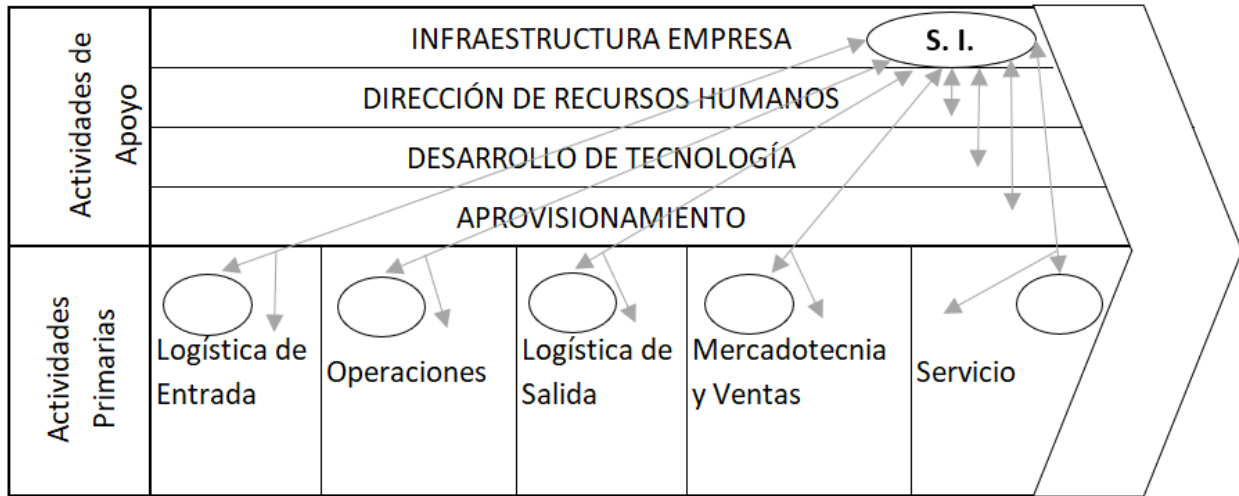 Actividades de
Apoyo
INFRAESTRUCTURA EMPRESA
S. I.
DIRECCIÓN DE RECURSOS HUMANOS
DESARROLLO DE TECNOLOGÍA
APROVISIONAMIENTO
Actividades
Primarias
Logística de
Entrada
Operaciones
Logística de
Salida
Mercadotecnia
y Ventas
Servicio